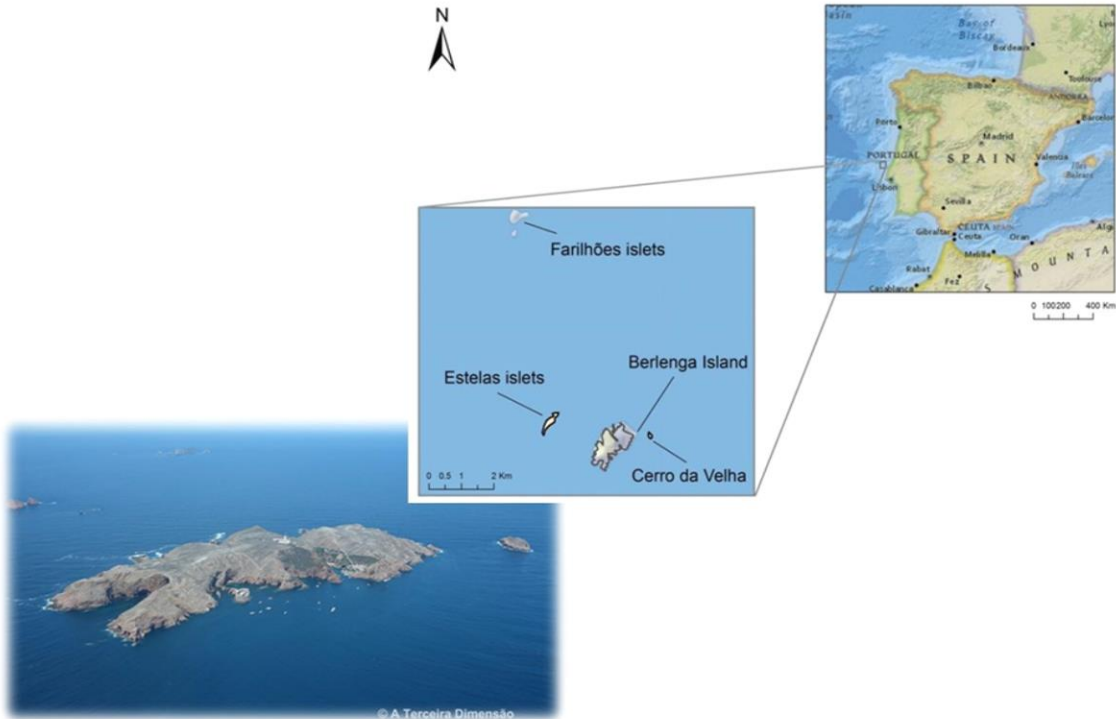 N
Bay of
Biscay
Bordeaux
Toulouse
Bilbao
ANDORRA
Barcelon
Porto
Madrid
PORTUGAL
SPAIN
Valencia
Lisbon
Sevilla
Gibraltar
CEUTA
Ceuta
Oran
Melilla
Rabat
Fez
Casablanca
MOUNTA
0 100200 400 Km
Farilhões islets
Berlenga Island
Estelas islets
Cerro da Velha
0 0.5 1 2 Km
© A Terceira Dimensão